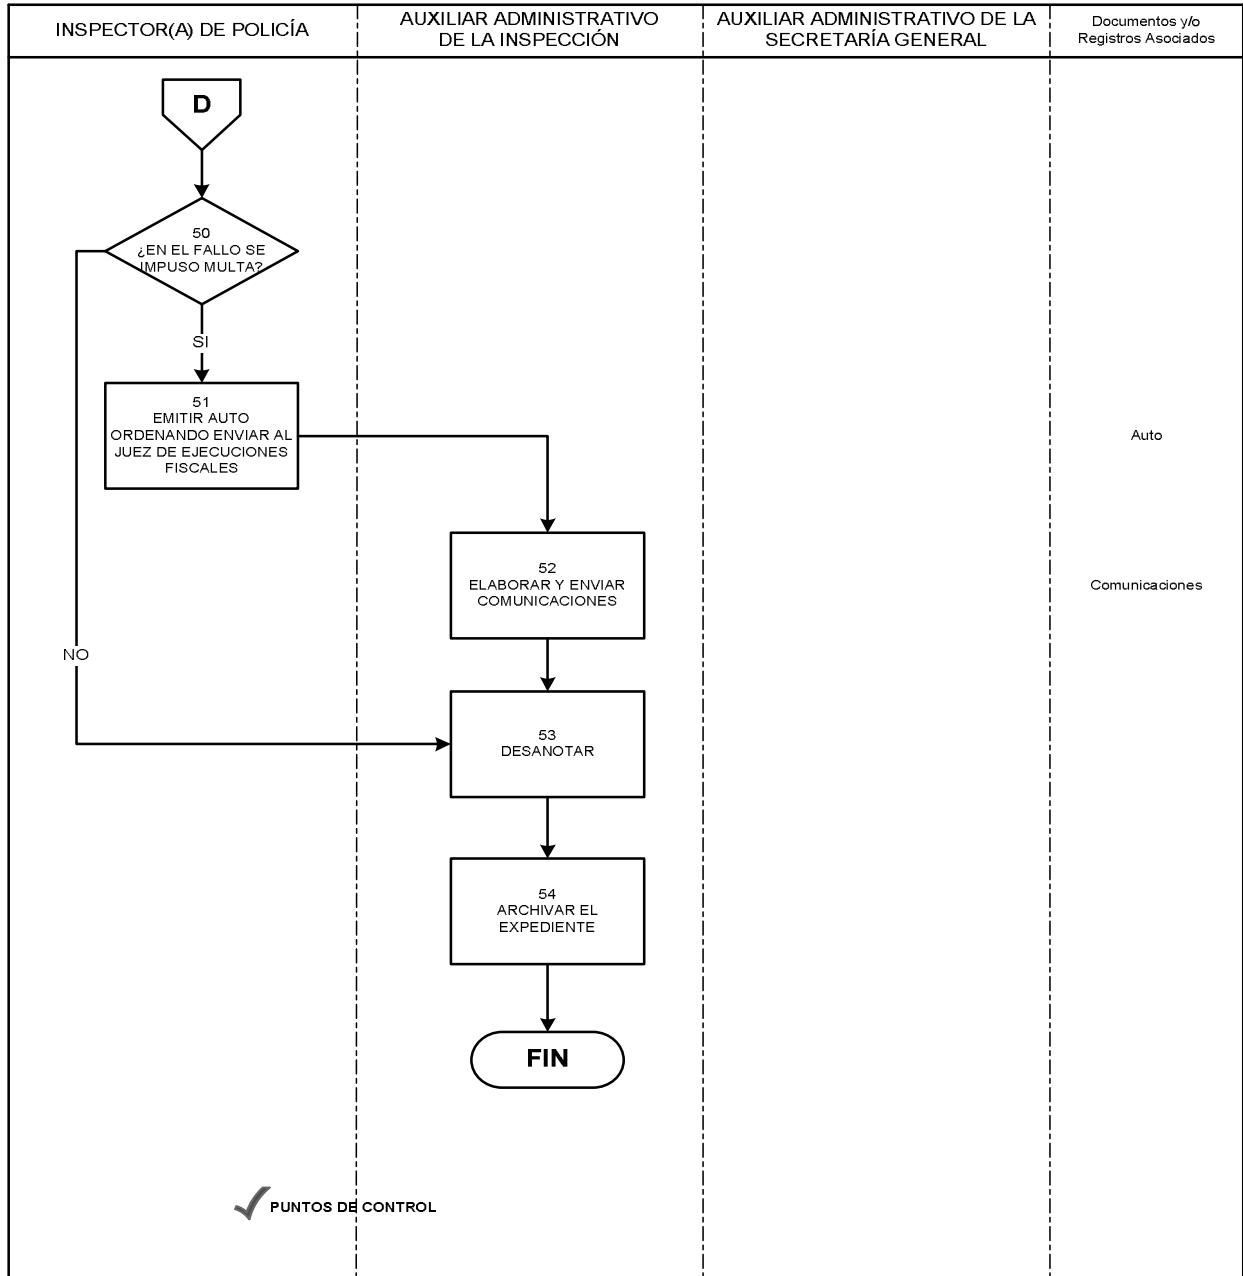 INSPECTOR(A) DE POLICÍA
AUXILIAR ADMINISTRATIVO
DE LA INSPECCIÓN
AUXILIAR ADMINISTRATIVO DE LA
SECRETARÍA GENERAL
Documentos y/o
Registros Asociados
D
50
¿EN EL FALLO SE
IMPUSO MULTA?
SI
51
EMITIR AUTO
ORDENANDO ENVIAR AL
JUEZ DE EJECUCIONES
FISCALES
Auto
52
ELABORAR Y ENVIAR
COMUNICACIONES
Comunicaciones
NO
53
DESANOTAR
54
ARCHIVAR EL
EXPEDIENTE
FIN
PUNTOS DE CONTROL